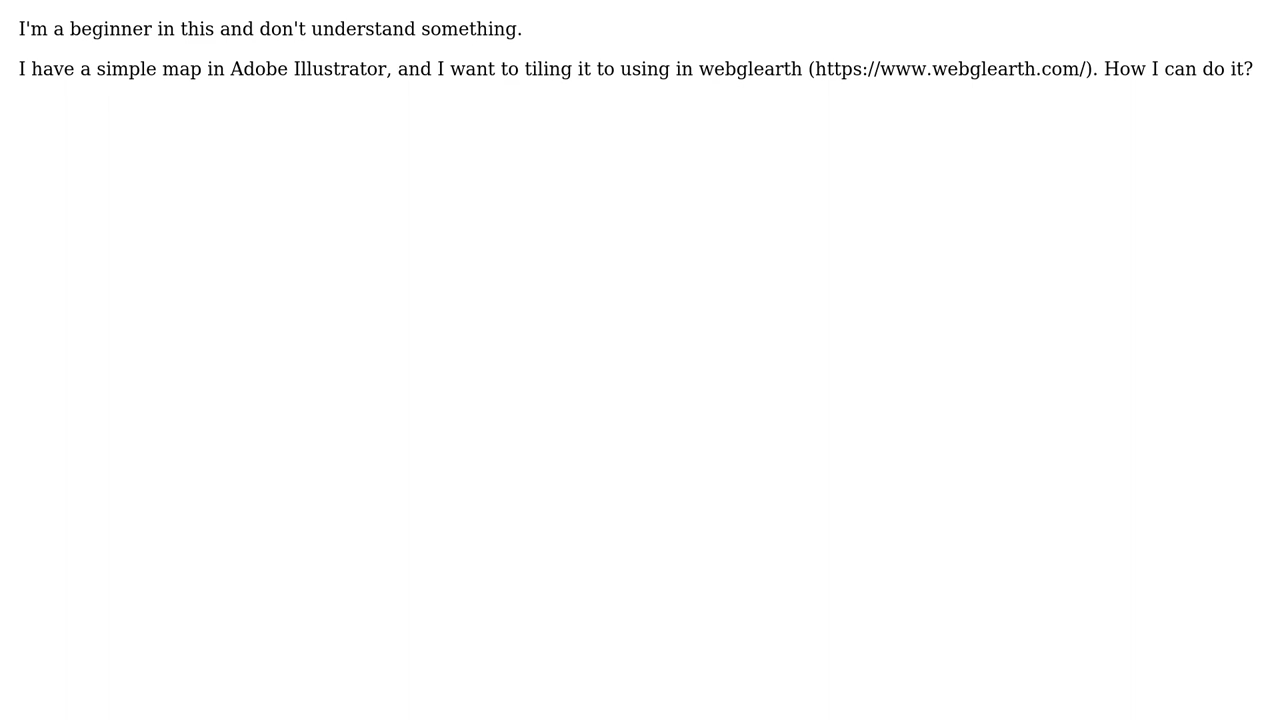 I'm a beginner in this and don't understand something.
I have a simple map in Adobe Illustrator, and I want to tiling it to using in webglearth (https://www.webglearth.com/). How I can do it?